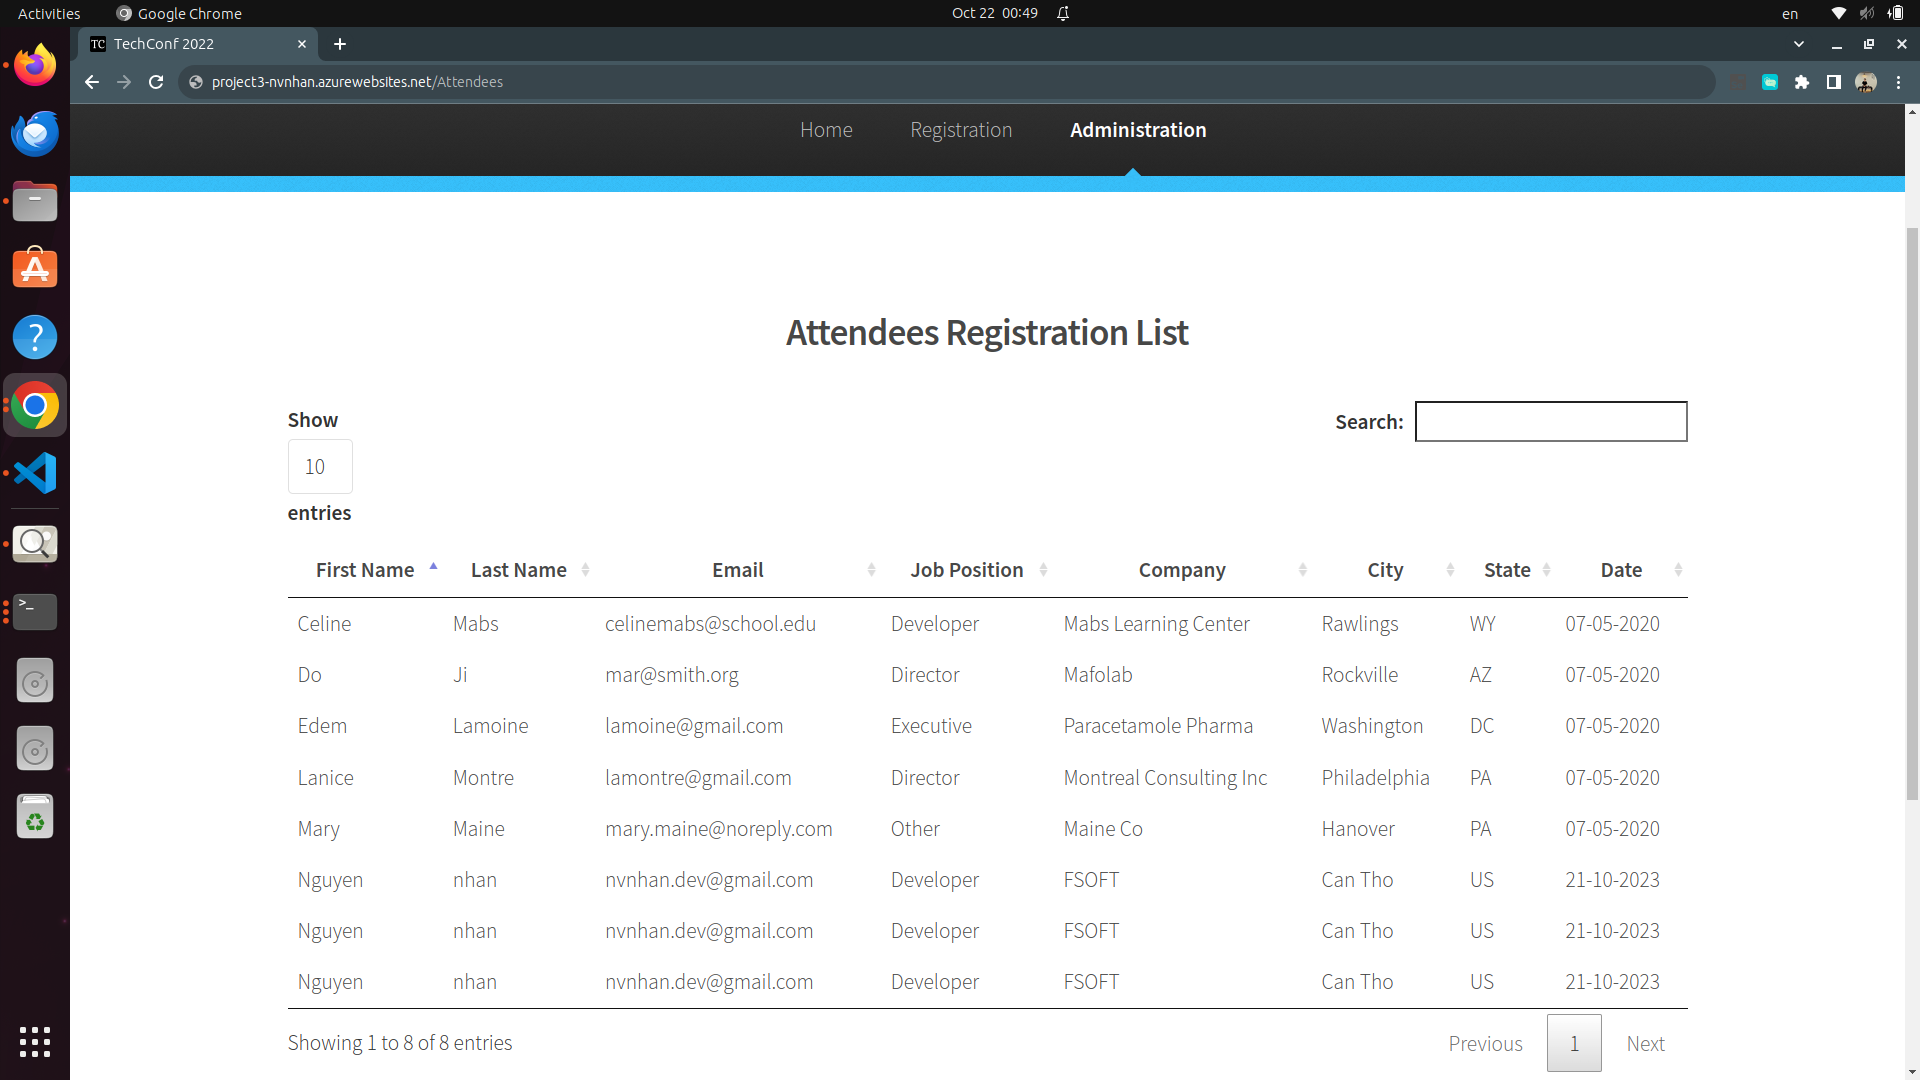 Activities Google Chrome Oct 22 00:49 en
TC TechConf 2022
project3-nvnhan.azurewebsites.net/Attendees
Home Registration Administration
Attendees Registration List
Show
10
entries
Search:
First Name Last Name Email Job Position Company City State Date
Celine Mabs celinemabs@school.edu Developer Mabs Learning Center Rawlings WY 07-05-2020
Do Ji mar@smith.org Director Mafolab Rockville AZ 07-05-2020
Edem Lamoine lamoine@gmail.com Executive Paracetamole Pharma Washington DC 07-05-2020
Lanice Montre lamontre@gmail.com Director Montreal Consulting Inc Philadelphia PA 07-05-2020
Mary Maine mary.maine@noreply.com Other Maine Co Hanover PA 07-05-2020
Nguyen nhan nvnhan.dev@gmail.com Developer FSOFT Can Tho US 21-10-2023
Nguyen nhan nvnhan.dev@gmail.com Developer FSOFT Can Tho US 21-10-2023
Nguyen nhan nvnhan.dev@gmail.com Developer FSOFT Can Tho US 21-10-2023
Showing 1 to 8 of 8 entries Previous 1 Next